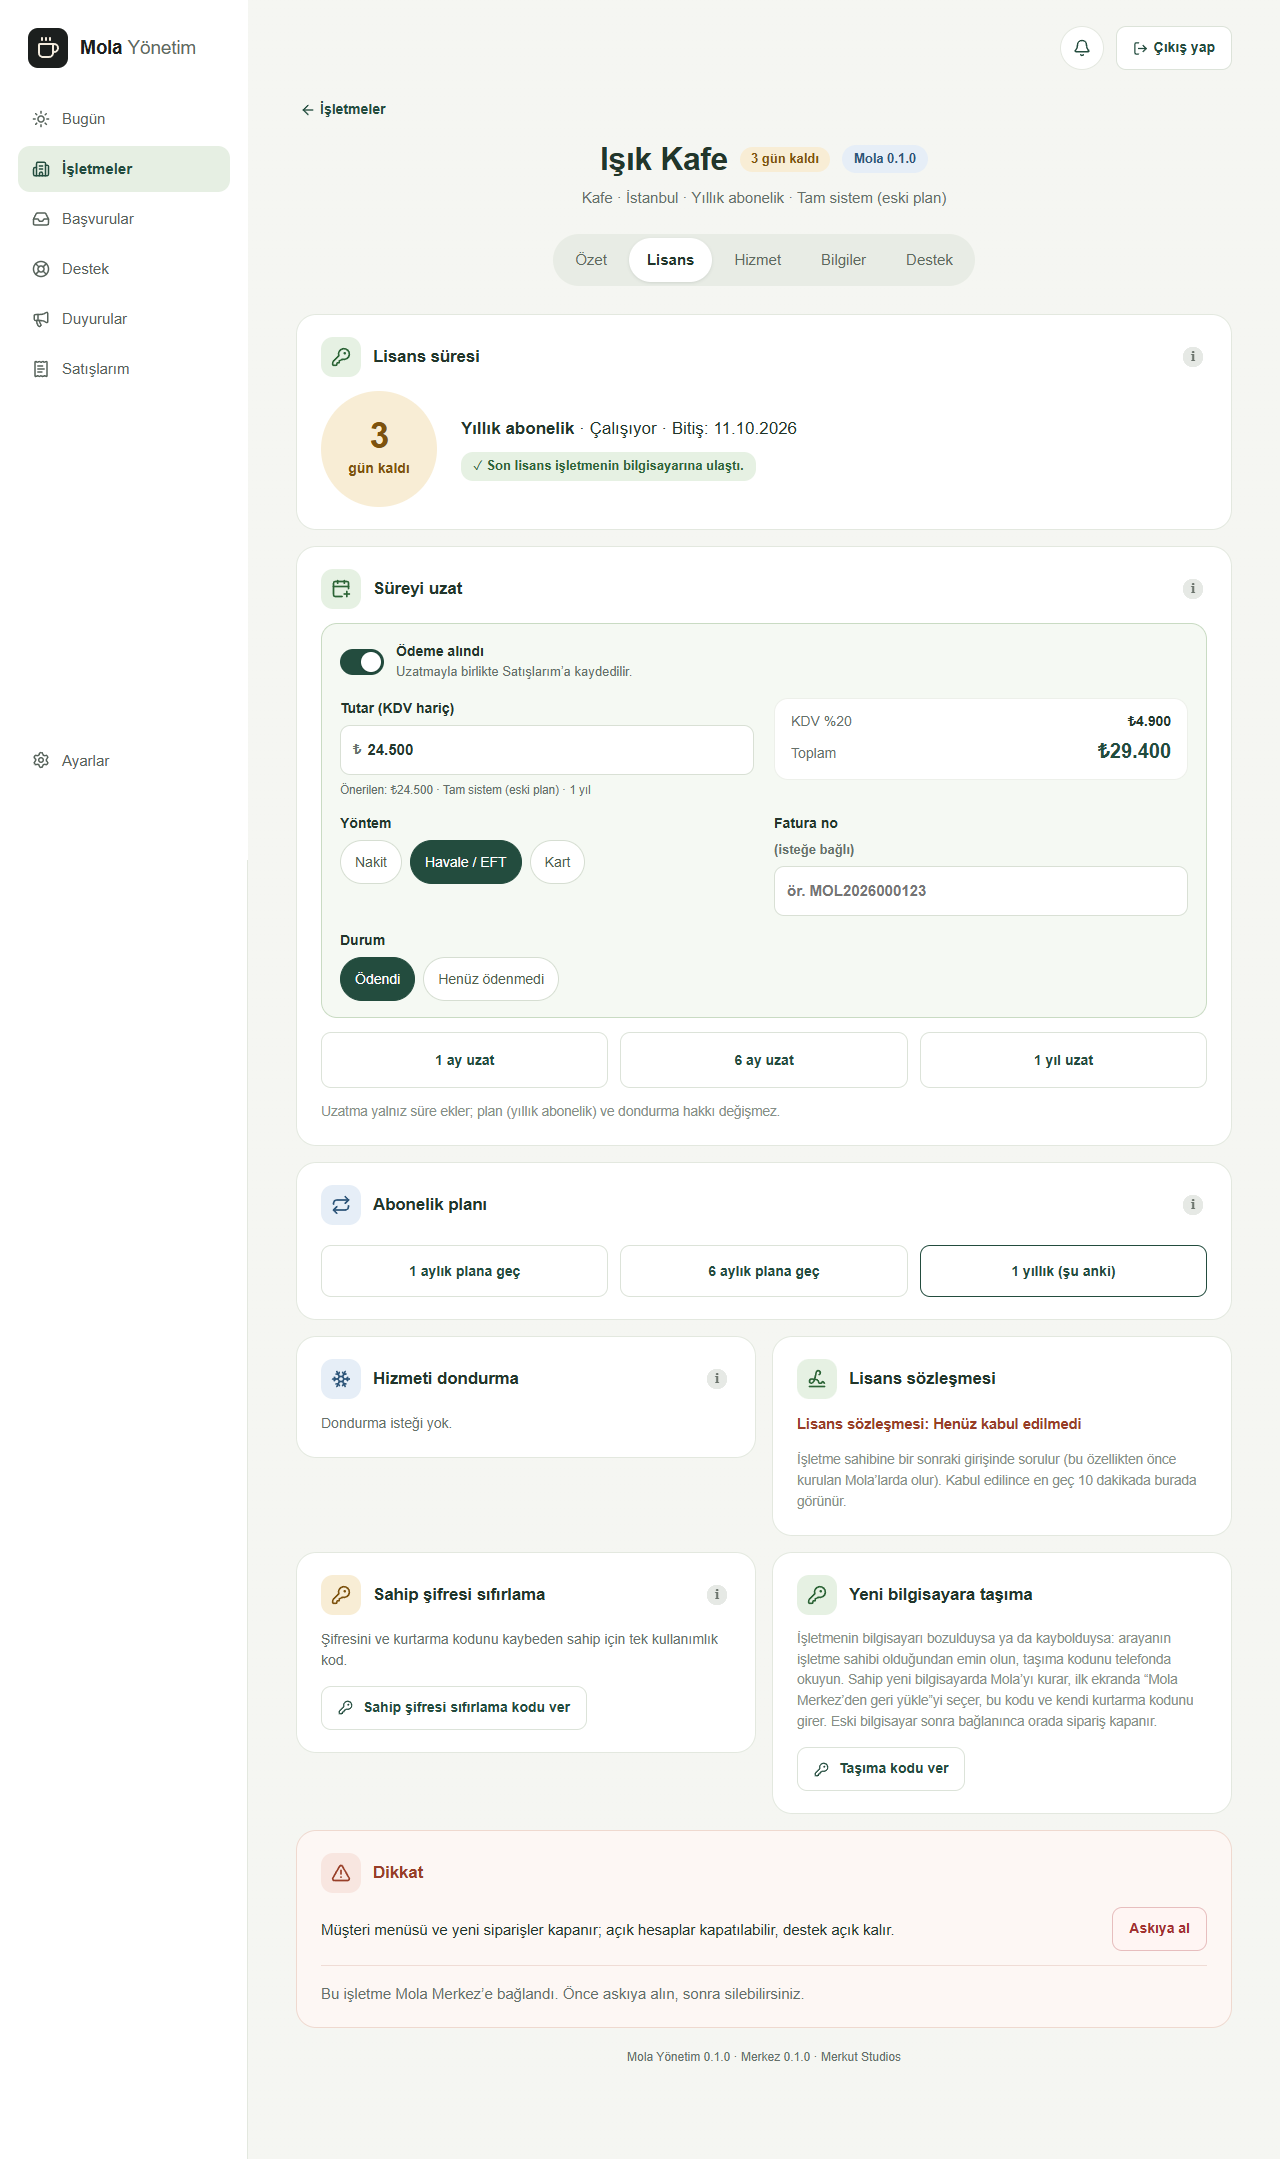 Mola Yönetim
Çıkış yap
Bugün
İşletmeler
Başvurular
Destek
Duyurular
Satışlarım
Ayarlar
İşletmeler
Işık Kafe
3 gün kaldı
Mola 0.1.0
Kafe · İstanbul · Yıllık abonelik · Tam sistem (eski plan)
Özet
Lisans
Hizmet
Bilgiler
Destek
Lisans süresi
i
3
gün kaldı
Yıllık abonelik · Çalışıyor · Bitiş: 11.10.2026
✓ Son lisans işletmenin bilgisayarına ulaştı.
Süreyi uzat
i
Ödeme alındı
Uzatmayla birlikte Satışlarım’a kaydedilir.
Tutar (KDV hariç)
₺ 24.500
Önerilen: ₺24.500 · Tam sistem (eski plan) · 1 yıl
KDV %20
₺4.900
Toplam
₺29.400
Yöntem
Nakit
Havale / EFT
Kart
Fatura no
(isteğe bağlı)
ör. MOL2026000123
Durum
Ödendi
Henüz ödenmedi
1 ay uzat
6 ay uzat
1 yıl uzat
Uzatma yalnız süre ekler; plan (yıllık abonelik) ve dondurma hakkı değişmez.
Abonelik planı
i
1 aylık plana geç
6 aylık plana geç
1 yıllık (şu anki)
Hizmeti dondurma
i
Dondurma isteği yok.
Lisans sözleşmesi
Lisans sözleşmesi: Henüz kabul edilmedi
İşletme sahibine bir sonraki girişinde sorulur (bu özellikten önce
kurulan Mola’larda olur). Kabul edilince en geç 10 dakikada burada
görünür.
Sahip şifresi sıfırlama
i
Şifresini ve kurtarma kodunu kaybeden sahip için tek kullanımlık
kod.
Sahip şifresi sıfırlama kodu ver
Yeni bilgisayara taşıma
İşletmenin bilgisayarı bozulduysa ya da kaybolduysa: arayanın
işletme sahibi olduğundan emin olun, taşıma kodunu telefonda
okuyun. Sahip yeni bilgisayarda Mola’yı kurar, ilk ekranda “Mola
Merkez’den geri yükle”yi seçer, bu kodu ve kendi kurtarma kodunu
girer. Eski bilgisayar sonra bağlanınca orada sipariş kapanır.
Taşıma kodu ver
Dikkat
Müşteri menüsü ve yeni siparişler kapanır; açık hesaplar kapatılabilir, destek açık kalır.
Askıya al
Bu işletme Mola Merkez’e bağlandı. Önce askıya alın, sonra silebilirsiniz.
Mola Yönetim 0.1.0 · Merkez 0.1.0 · Merkut Studios